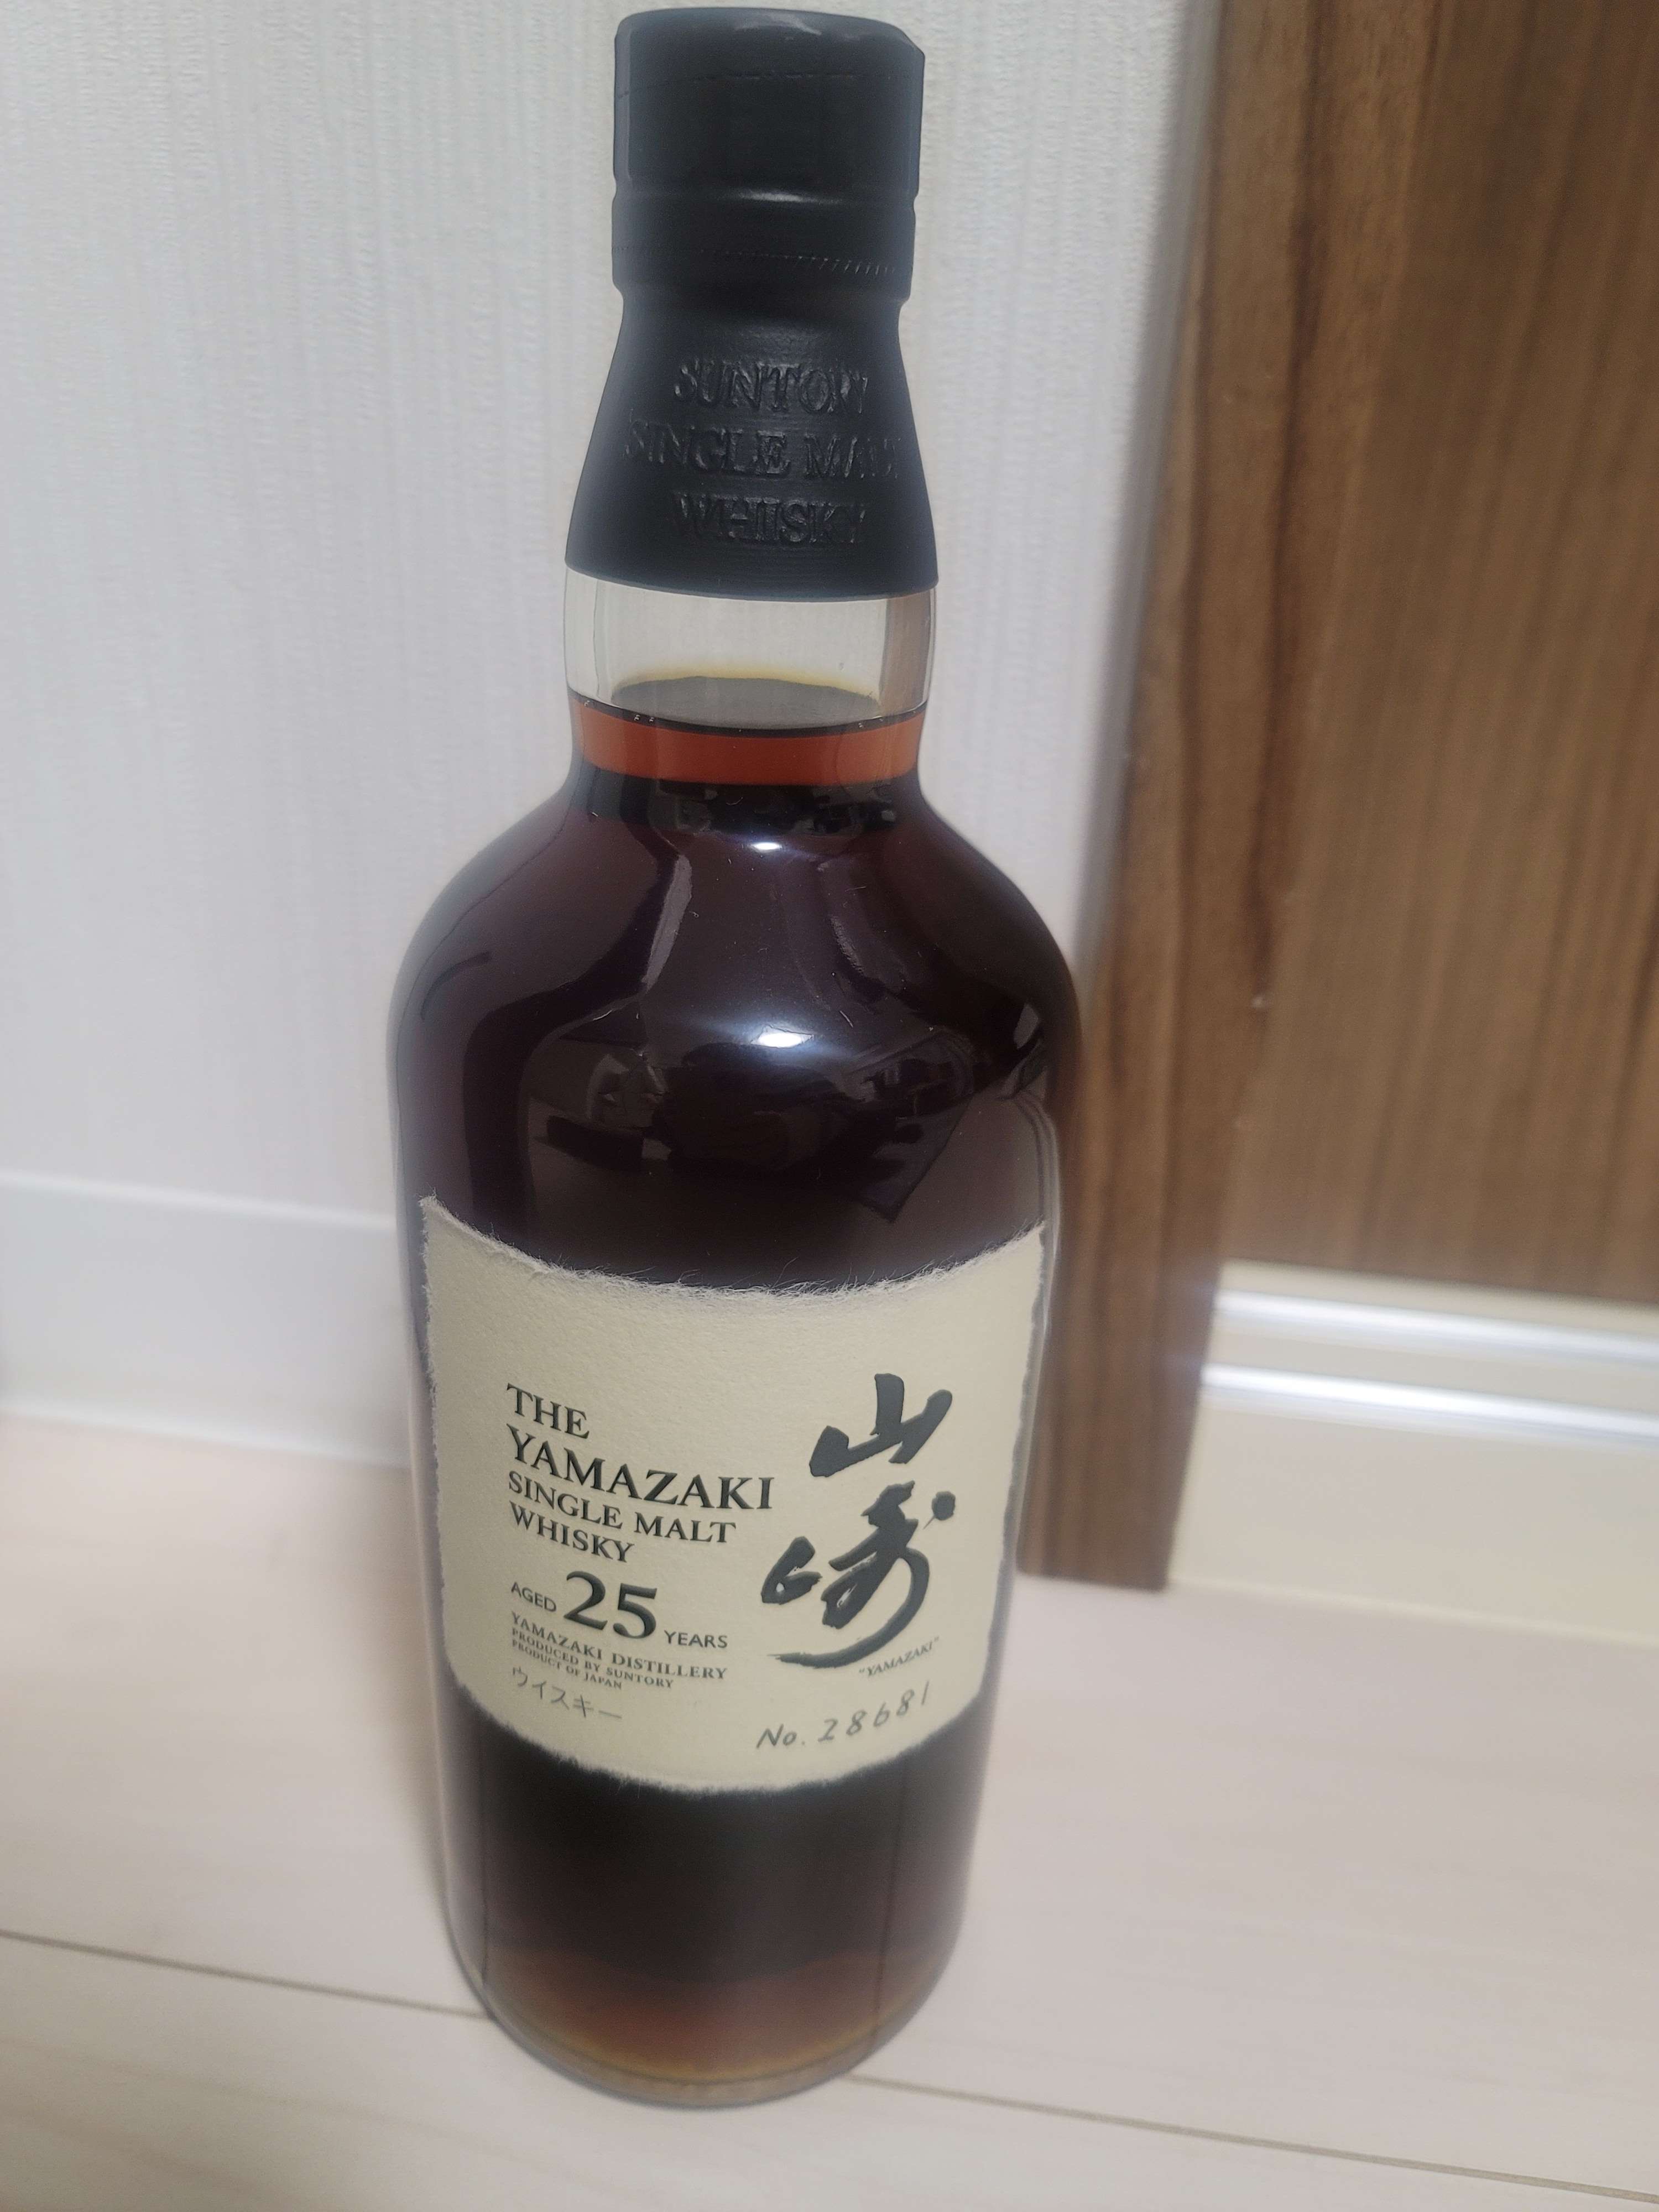 SUNTORY
SINGLE MALT
WHISKY
THE
YAMAZAKI
SINGLE MALT
WHISKY
AGED 25 YEARS
YAMAZAKI DISTILLERY
PRODUCED BY SUNTORY
PRODUCT OF JAPAN
ウイスキー
山崎
"YAMAZAKI"
No. 28681